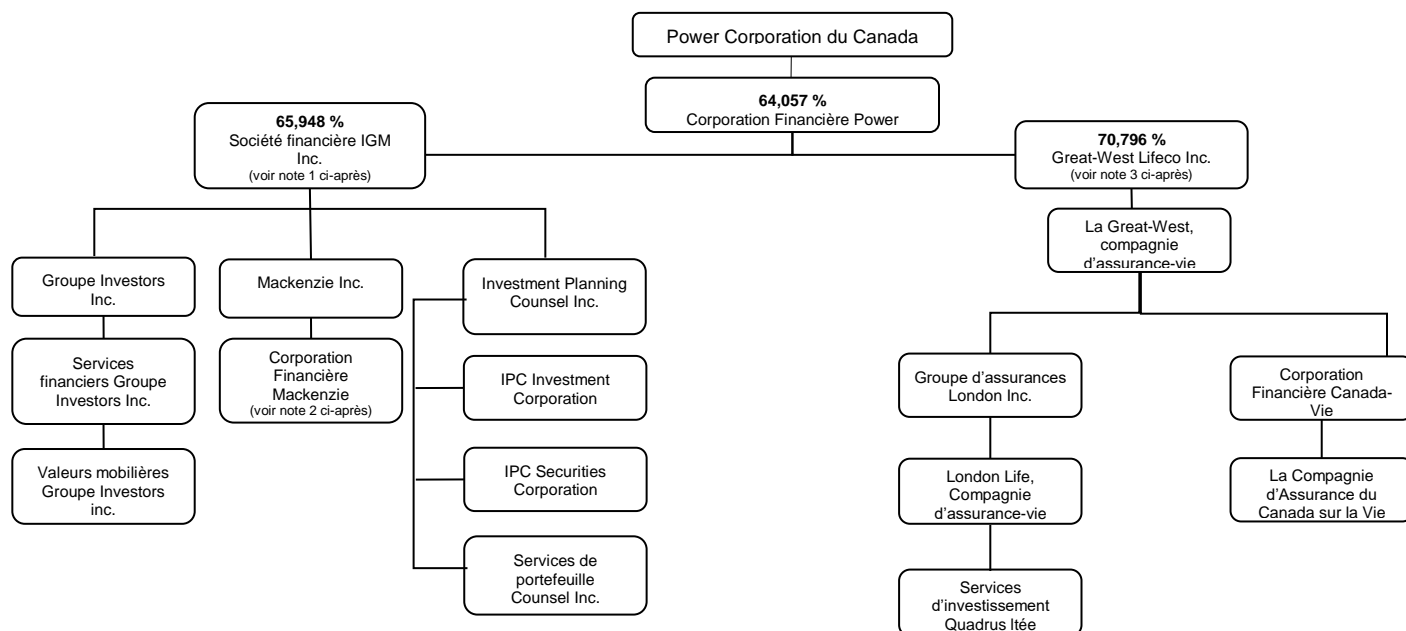 Power Corporation du Canada
64,057 %
Corporation Financière Power
65,948 %
Société financière IGM
Inc.
(voir note 1 ci-après)
70,796 %
Great-West Lifeco Inc.
(voir note 3 ci-après)
La Great-West,
compagnie
d'assurance-vie
Groupe Investors
Inc.
Mackenzie Inc.
Investment Planning
Counsel Inc.
Services
financiers Groupe
Investors Inc.
Corporation
Financière
Mackenzie
(voir note 2 ci-après)
IPC Investment
Corporation
Groupe d'assurances
London Inc.
Corporation
Financière Canada-
Vie
Valeurs mobilières
Groupe Investors
inc.
IPC Securities
Corporation
London Life,
Compagnie
d'assurance-vie
La Compagnie
d'Assurance du
Canada sur la Vie
Services de
portefeuille
Counsel Inc.
Services
d'investissement
Quadrus ltée